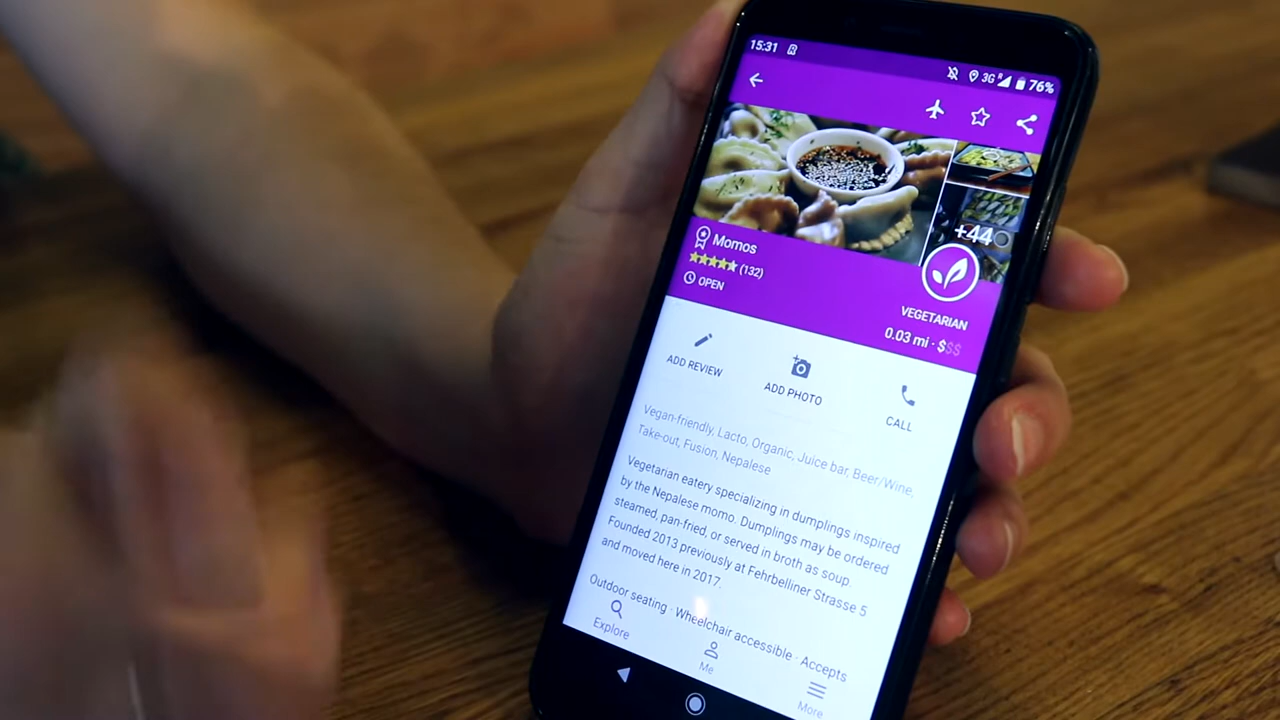 15:31 3G R 76%
+44
Momos
(132)
OPEN
VEGETARIAN
0.03 mi · $$$
ADD REVIEW
ADD PHOTO
CALL
Vegan-friendly, Lacto, Organic, Juice bar, Beer/Wine,
Take-out, Fusion, Nepalese
Vegetarian eatery specializing in dumplings inspired
by the Nepalese momo. Dumplings may be ordered
steamed, pan-fried, or served in broth as soup.
Founded 2013 previously at Fehrbelliner Strasse 5
and moved here in 2017.
Outdoor seating · Wheelchair accessible · Accepts
Explore
Me
More